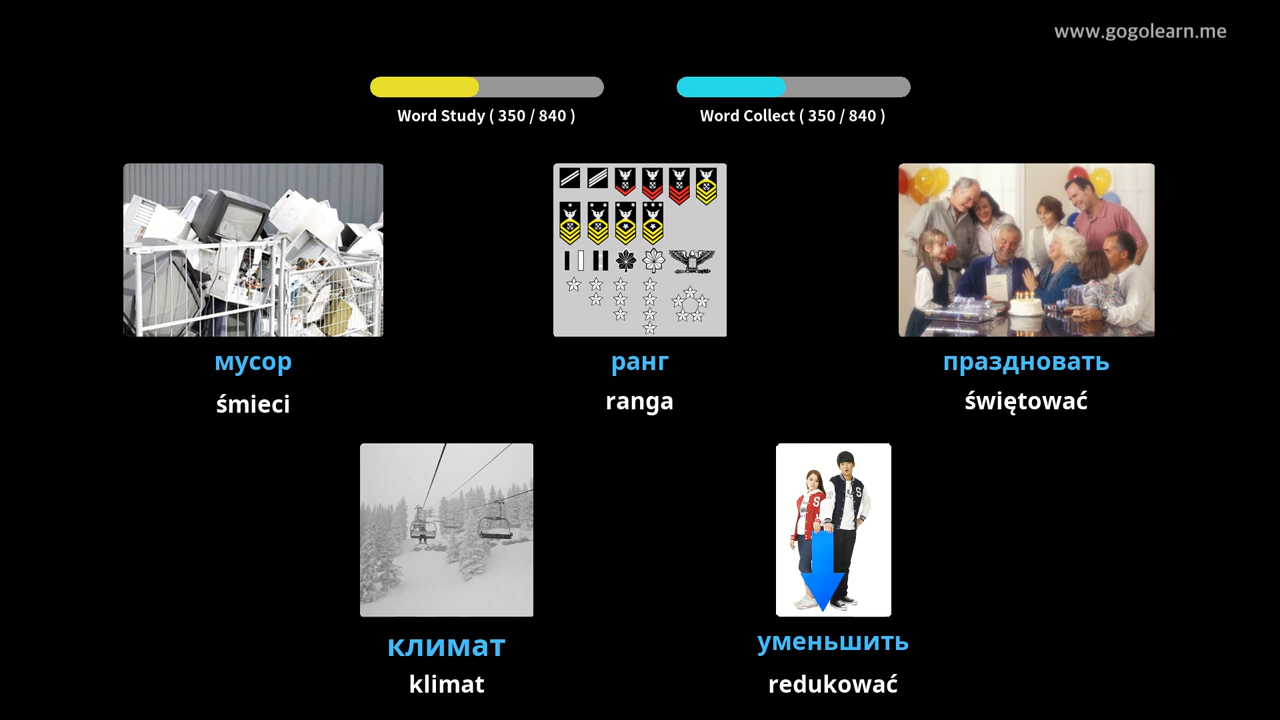 www.gogolearn.me
Word Study ( 350 / 840 )
Word Collect ( 350 / 840 )
мусор
śmieci
ранг
ranga
праздновать
świętować
климат
klimat
уменьшить
redukować